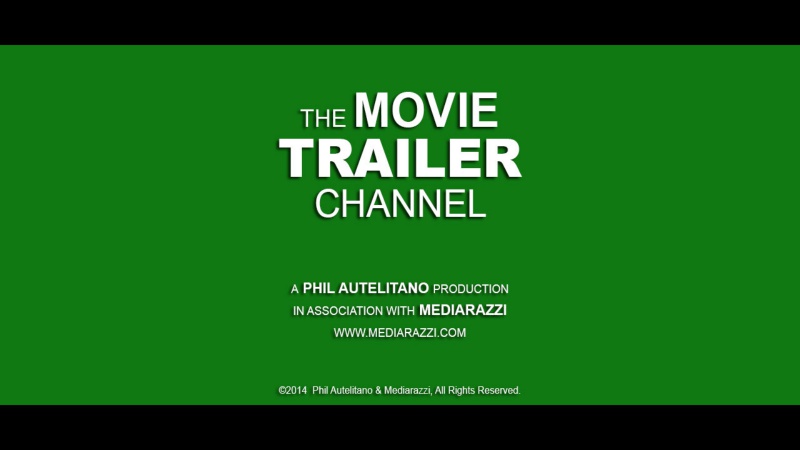 THE MOVIE
TRAILER
CHANNEL
A PHIL AUTELITANO PRODUCTION
IN ASSOCIATION WITH MEDIARAZZI
WWW.MEDIARAZZI.COM
©2014 Phil Autelitano & Mediarazzi, All Rights Reserved.